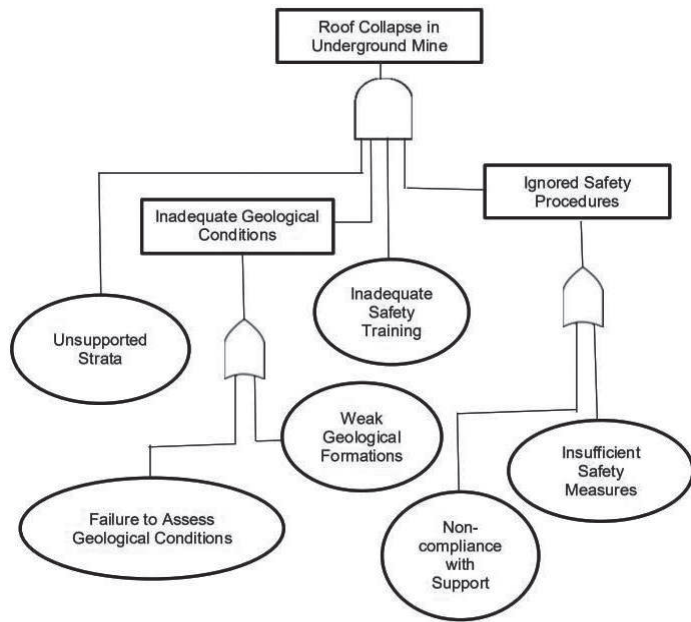 Roof Collapse in
Underground Mine
Ignored Safety
Procedures
Inadequate Geological
Conditions
Inadequate
Safety
Training
Unsupported
Strata
Weak
Geological
Formations
Insufficient
Safety
Measures
Failure to Assess
Geological Conditions
Non-
compliance
with
Support